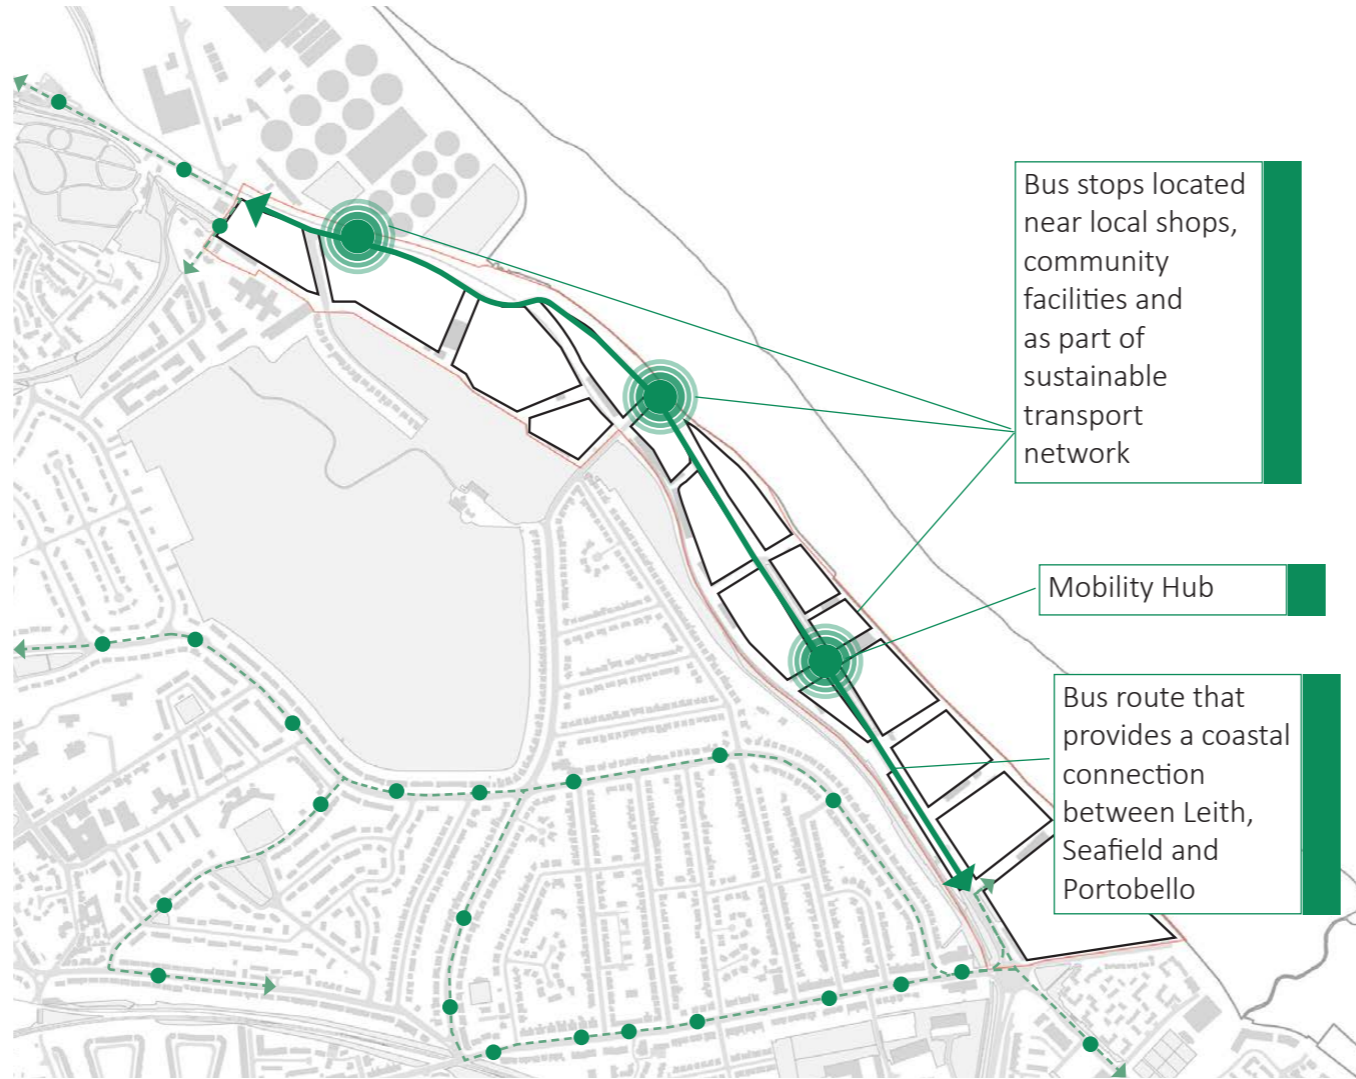 Bus stops located
near local shops,
community
facilities and
as part of
sustainable
transport
network
Mobility Hub
Bus route that
provides a coastal
connection
between Leith,
Seafield and
Portobello